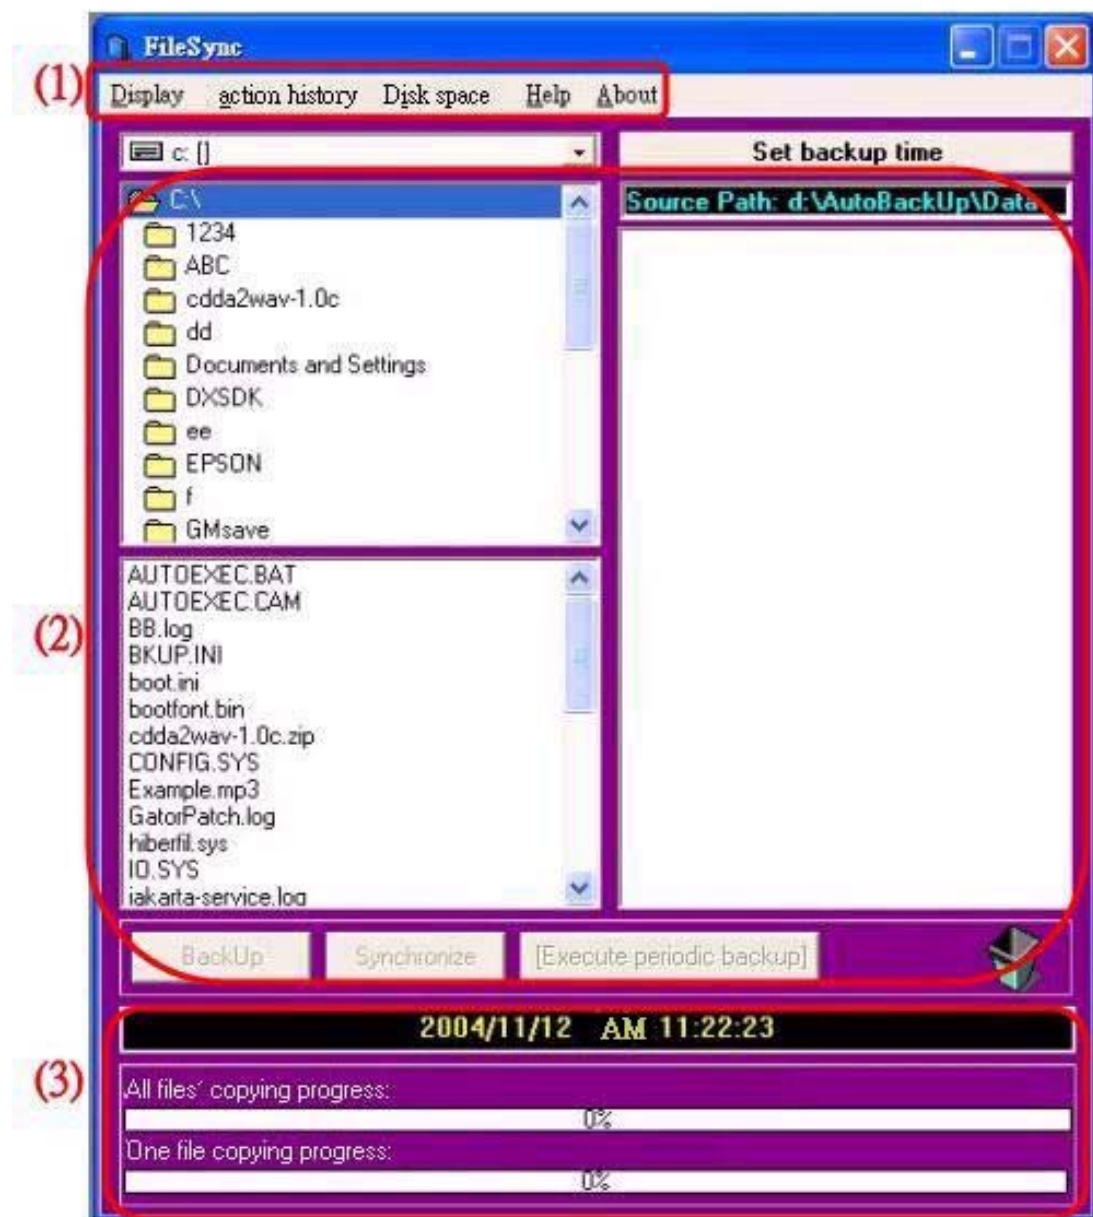 FileSync
(1)
Display action history Disk space Help About
c: []
Set backup time
C:\
Source Path: d:\AutoBackUp\Data
1234
ABC
cdda2wav-1.0c
dd
Documents and Settings
DXSDK
ee
EPSON
f
GMsave
(2)
AUTOEXEC.BAT
AUTOEXEC.CAM
BB.log
BKUP.INI
boot.ini
bootfont.bin
cdda2wav-1.0c.zip
CONFIG.SYS
Example.mp3
GatorPatch.log
hiberfil.sys
IO.SYS
jakarta-service.log
BackUp Synchronize [Execute periodic backup]
2004/11/12 AM 11:22:23
(3)
All files' copying progress:
0%
One file copying progress:
0%